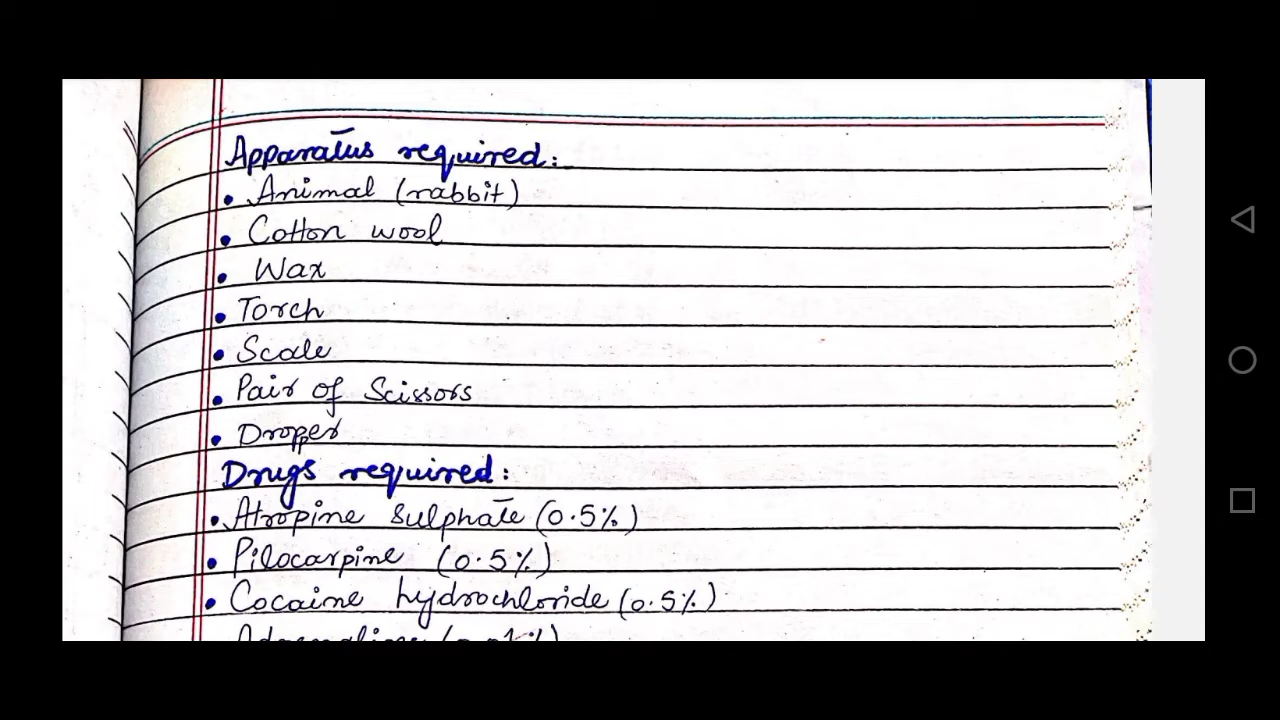 Apparatus required:
• Animal (rabbit)
• Cotton wool
• Wax
• Torch
• Scale
• Pair of Scissors
• Dropper
Drugs required:
• Atropine sulphate (0.5%)
• Pilocarpine (0.5%)
• Cocaine hydrochloride (0.5%)